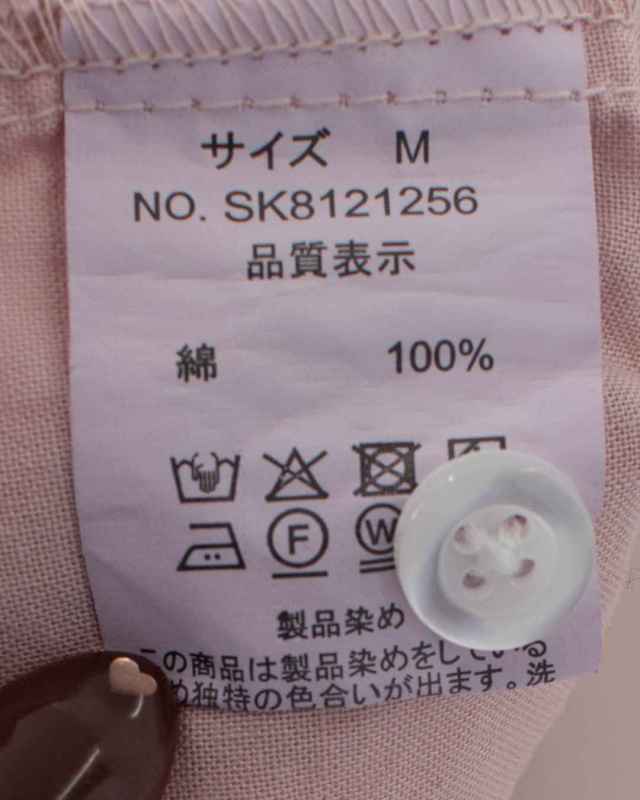 サイズ M
NO. SK8121256
品質表示
綿 100%
F W
製品染め
この商品は製品染めをしている
め独特の色合いが出ます。洗